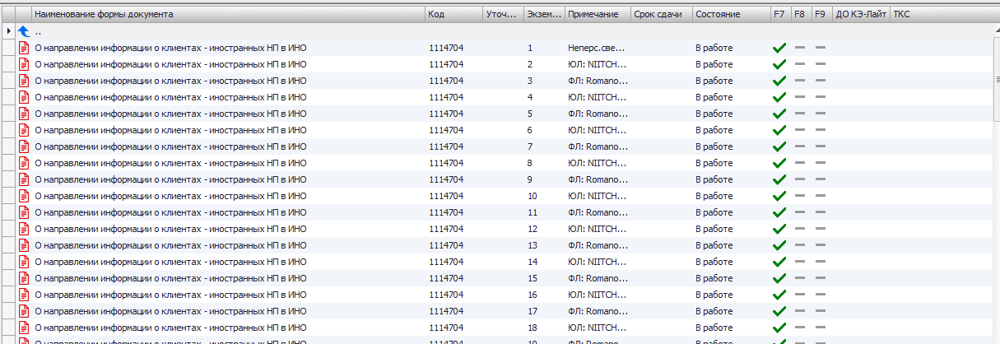 Наименование формы документа Код Уточ... Экзем... Примечание Срок сдачи Состояние F7 F8 F9 ДО КЭ-Лайт ТКС
..
О направлении информации о клиентах - иностранных НП в ИНО 1114704 1 Неперс.све... В работе
О направлении информации о клиентах - иностранных НП в ИНО 1114704 2 ЮЛ: NIITCH... В работе
О направлении информации о клиентах - иностранных НП в ИНО 1114704 3 ФЛ: Romano... В работе
О направлении информации о клиентах - иностранных НП в ИНО 1114704 4 ЮЛ: NIITCH... В работе
О направлении информации о клиентах - иностранных НП в ИНО 1114704 5 ФЛ: Romano... В работе
О направлении информации о клиентах - иностранных НП в ИНО 1114704 6 ЮЛ: NIITCH... В работе
О направлении информации о клиентах - иностранных НП в ИНО 1114704 7 ФЛ: Romano... В работе
О направлении информации о клиентах - иностранных НП в ИНО 1114704 8 ЮЛ: NIITCH... В работе
О направлении информации о клиентах - иностранных НП в ИНО 1114704 9 ФЛ: Romano... В работе
О направлении информации о клиентах - иностранных НП в ИНО 1114704 10 ЮЛ: NIITCH... В работе
О направлении информации о клиентах - иностранных НП в ИНО 1114704 11 ФЛ: Romano... В работе
О направлении информации о клиентах - иностранных НП в ИНО 1114704 12 ЮЛ: NIITCH... В работе
О направлении информации о клиентах - иностранных НП в ИНО 1114704 13 ФЛ: Romano... В работе
О направлении информации о клиентах - иностранных НП в ИНО 1114704 14 ЮЛ: NIITCH... В работе
О направлении информации о клиентах - иностранных НП в ИНО 1114704 15 ФЛ: Romano... В работе
О направлении информации о клиентах - иностранных НП в ИНО 1114704 16 ЮЛ: NIITCH... В работе
О направлении информации о клиентах - иностранных НП в ИНО 1114704 17 ФЛ: Romano... В работе
О направлении информации о клиентах - иностранных НП в ИНО 1114704 18 ЮЛ: NIITCH... В работе